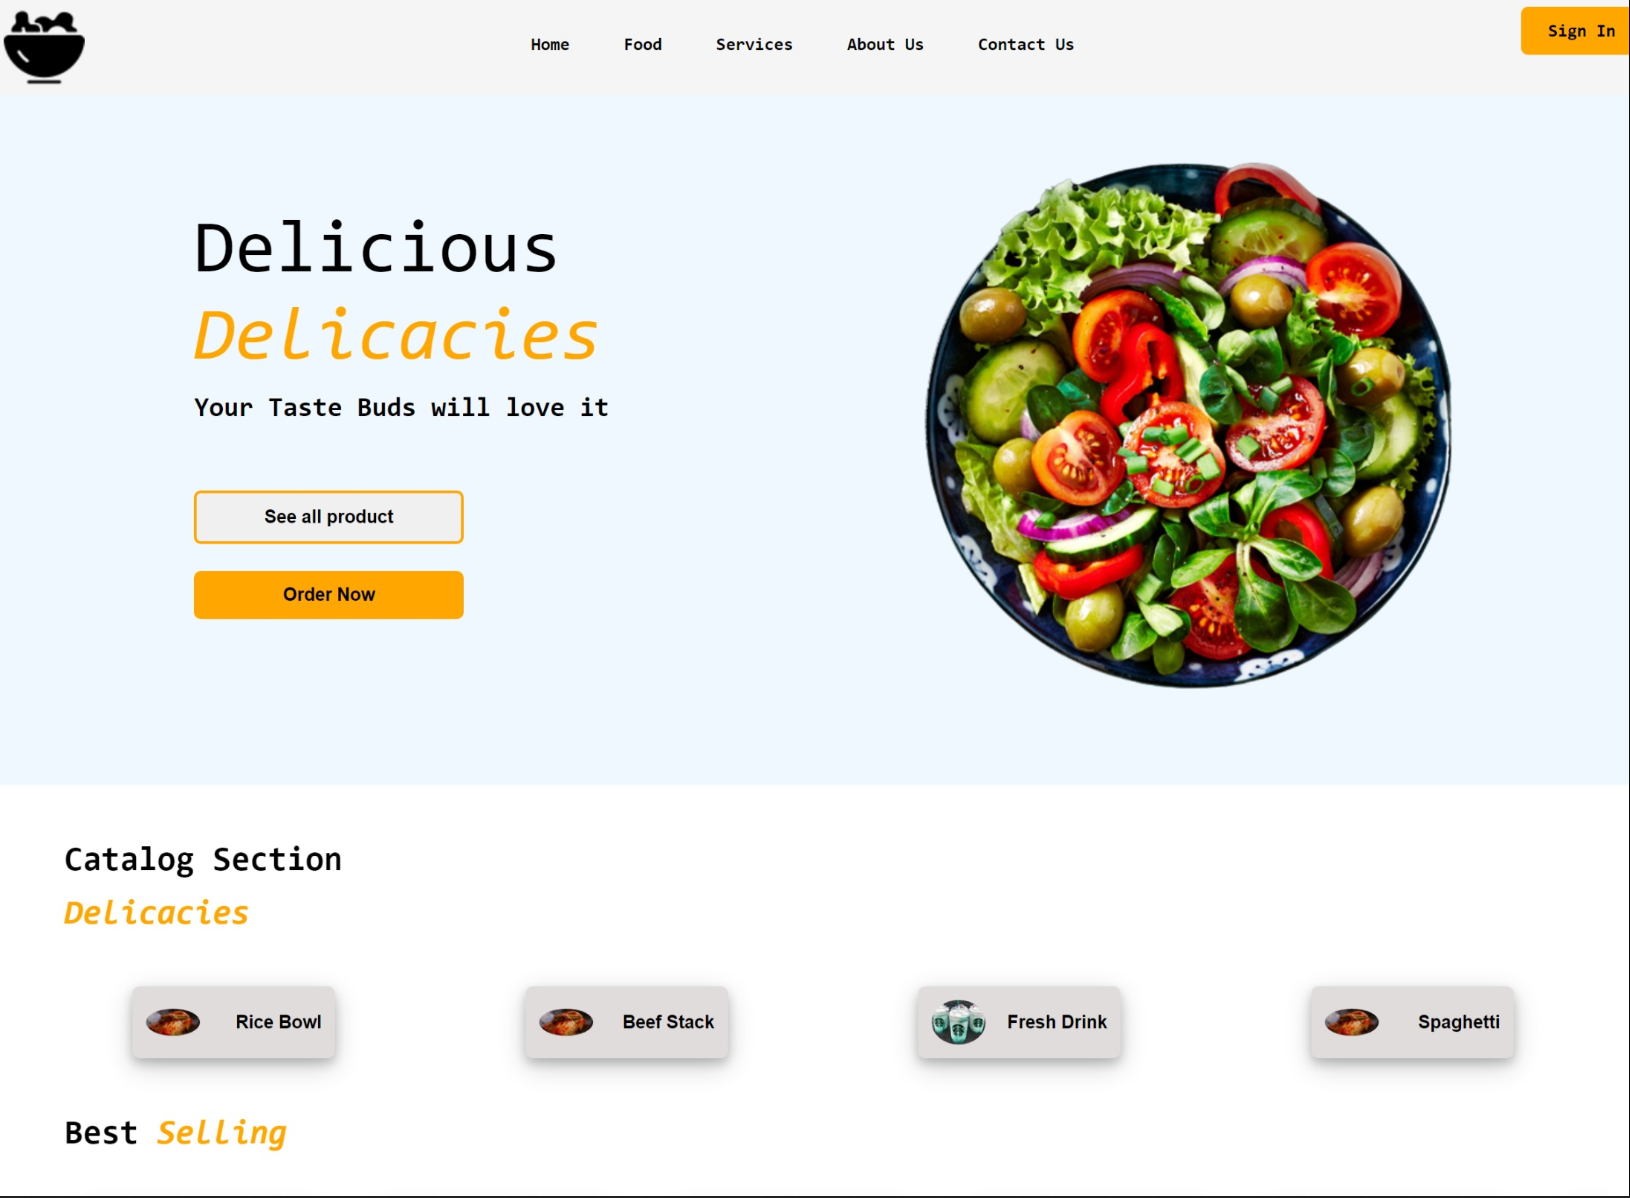 Home Food Services About Us Contact Us Sign In
Delicious
Delicacies
Your Taste Buds will love it
See all product
Order Now
Catalog Section
Delicacies
Rice Bowl Beef Stack Fresh Drink Spaghetti
Best Selling